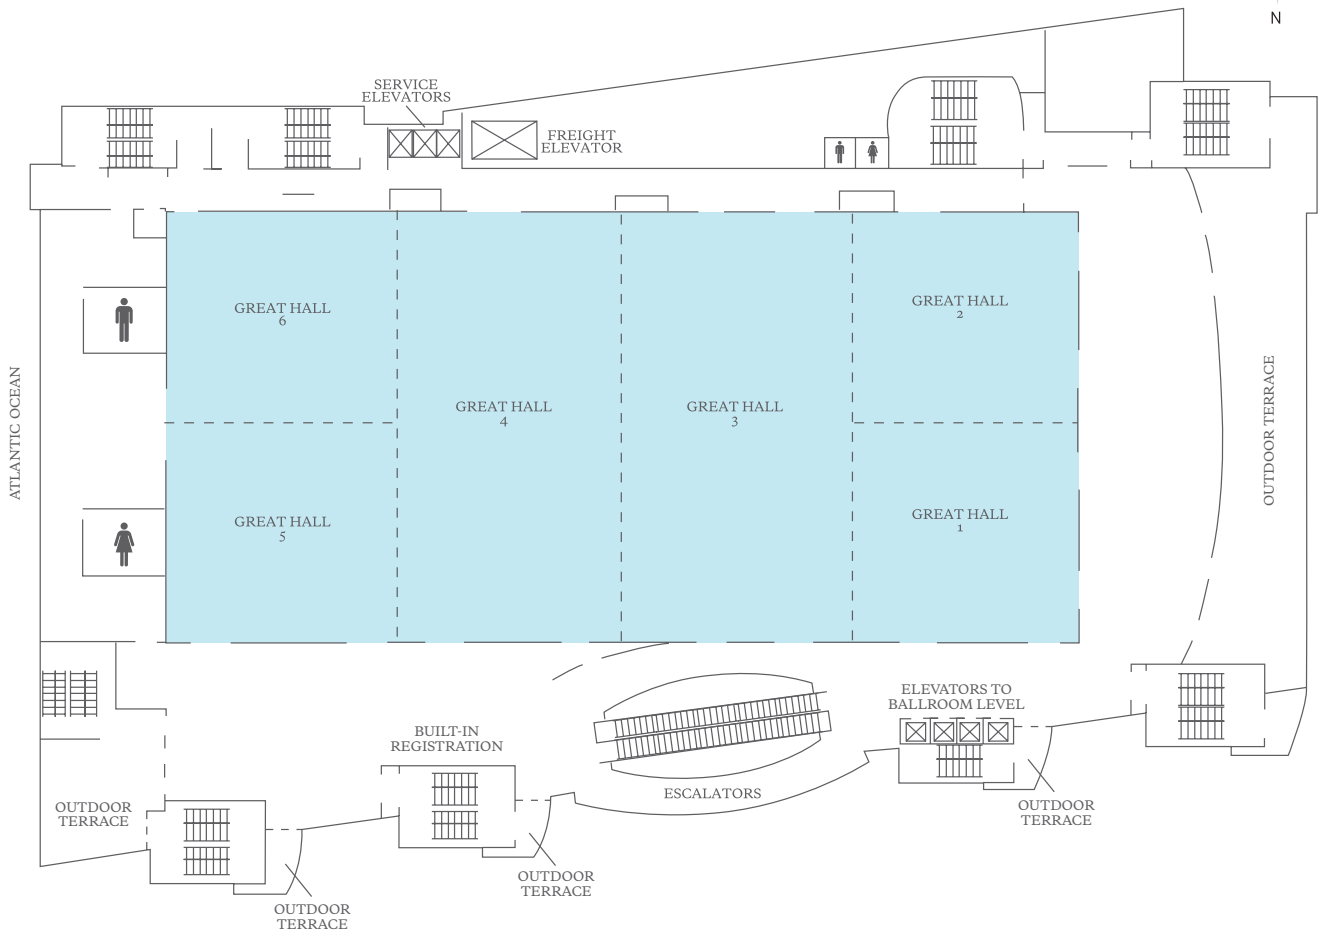 N
SERVICE
ELEVATORS
FREIGHT
ELEVATOR
GREAT HALL
6
GREAT HALL
2
GREAT HALL
4
GREAT HALL
3
ATLANTIC OCEAN
OUTDOOR TERRACE
GREAT HALL
5
GREAT HALL
1
ELEVATORS TO
BALLROOM LEVEL
BUILT-IN
REGISTRATION
ESCALATORS
OUTDOOR
TERRACE
OUTDOOR
TERRACE
OUTDOOR
TERRACE
OUTDOOR
TERRACE